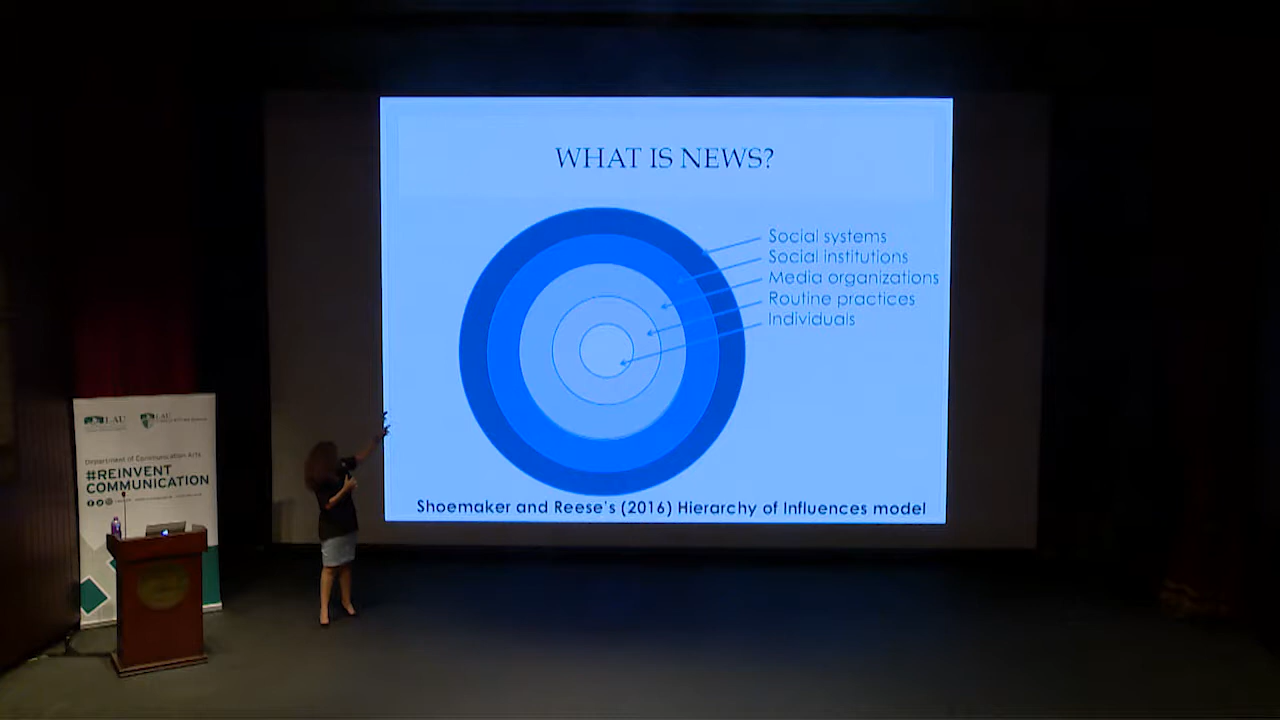 WHAT IS NEWS?
Social systems
Social institutions
Media organizations
Routine practices
Individuals
Shoemaker and Reese's (2016) Hierarchy of Influences model
LAU
LAU
Department of Communication Arts
#REINVENT
COMMUNICATION